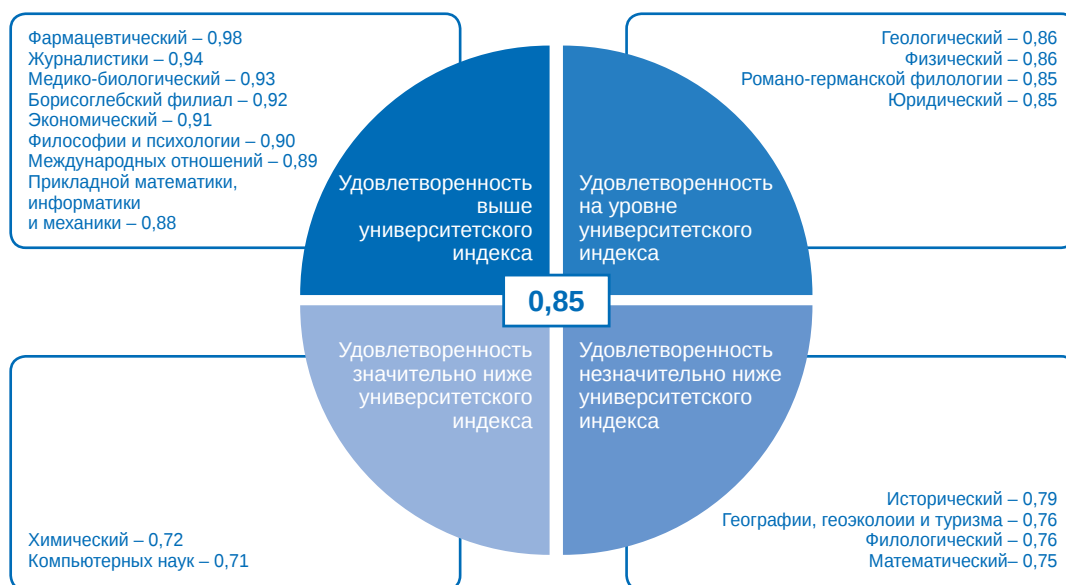 Фармацевтический – 0,98
Журналистики – 0,94
Медико-биологический – 0,93
Борисоглебский филиал – 0,92
Экономический – 0,91
Философии и психологии – 0,90
Международных отношений – 0,89
Прикладной математики,
информатики
и механики – 0,88
Удовлетворенность
выше
университетского
индекса
Геологический – 0,86
Физический – 0,86
Романо-германской филологии – 0,85
Юридический – 0,85
Удовлетворенность
на уровне
университетского
индекса
0,85
Удовлетворенность
значительно ниже
университетского
индекса
Химический – 0,72
Компьютерных наук – 0,71
Удовлетворенность
незначительно ниже
университетского
индекса
Исторический – 0,79
Географии, геоэколоии и туризма – 0,76
Филологический – 0,76
Математический– 0,75